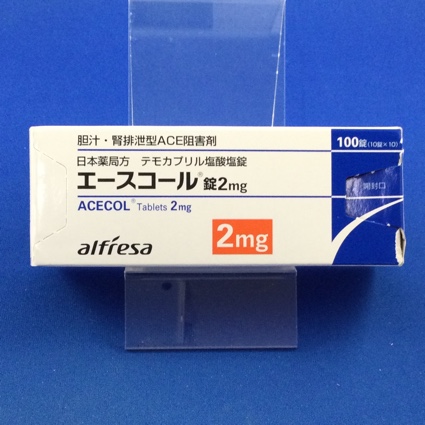 胆汁・腎排泄型ACE阻害剤
100錠(10錠×10)
日本薬局方 テモカプリル塩酸塩錠
エースコール®錠2mg
開封口
ACECOL® Tablets 2mg
alfresa
2mg